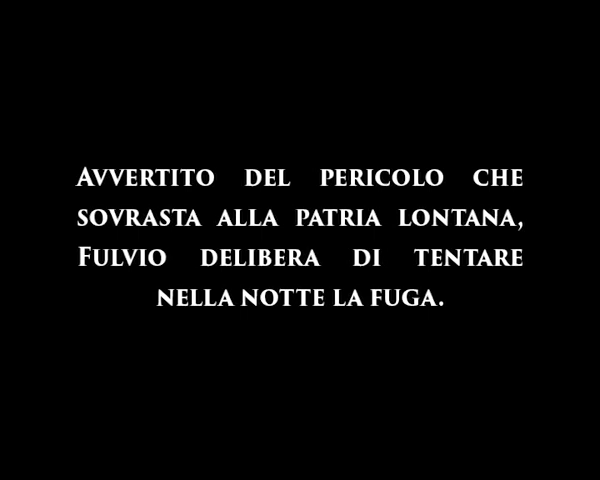 Avvertito del pericolo che
sovrasta alla patria lontana,
Fulvio delibera di tentare
nella notte la fuga.